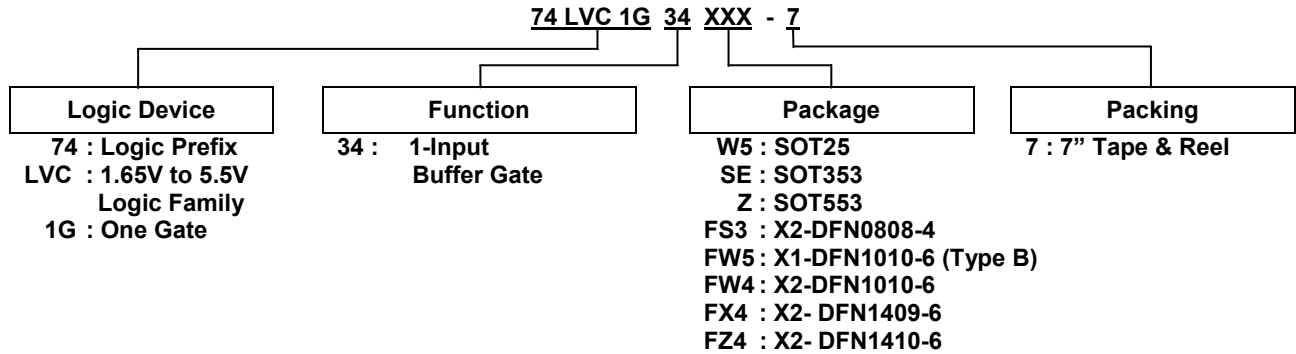 74 LVC 1G 34 XXX - 7
Logic Device
74 : Logic Prefix
LVC : 1.65V to 5.5V
Logic Family
1G : One Gate
Function
34 : 1-Input
Buffer Gate
Package
W5 : SOT25
SE : SOT353
Z : SOT553
FS3 : X2-DFN0808-4
FW5 : X1-DFN1010-6 (Type B)
FW4 : X2-DFN1010-6
FX4 : X2- DFN1409-6
FZ4 : X2- DFN1410-6
Packing
7 : 7” Tape & Reel